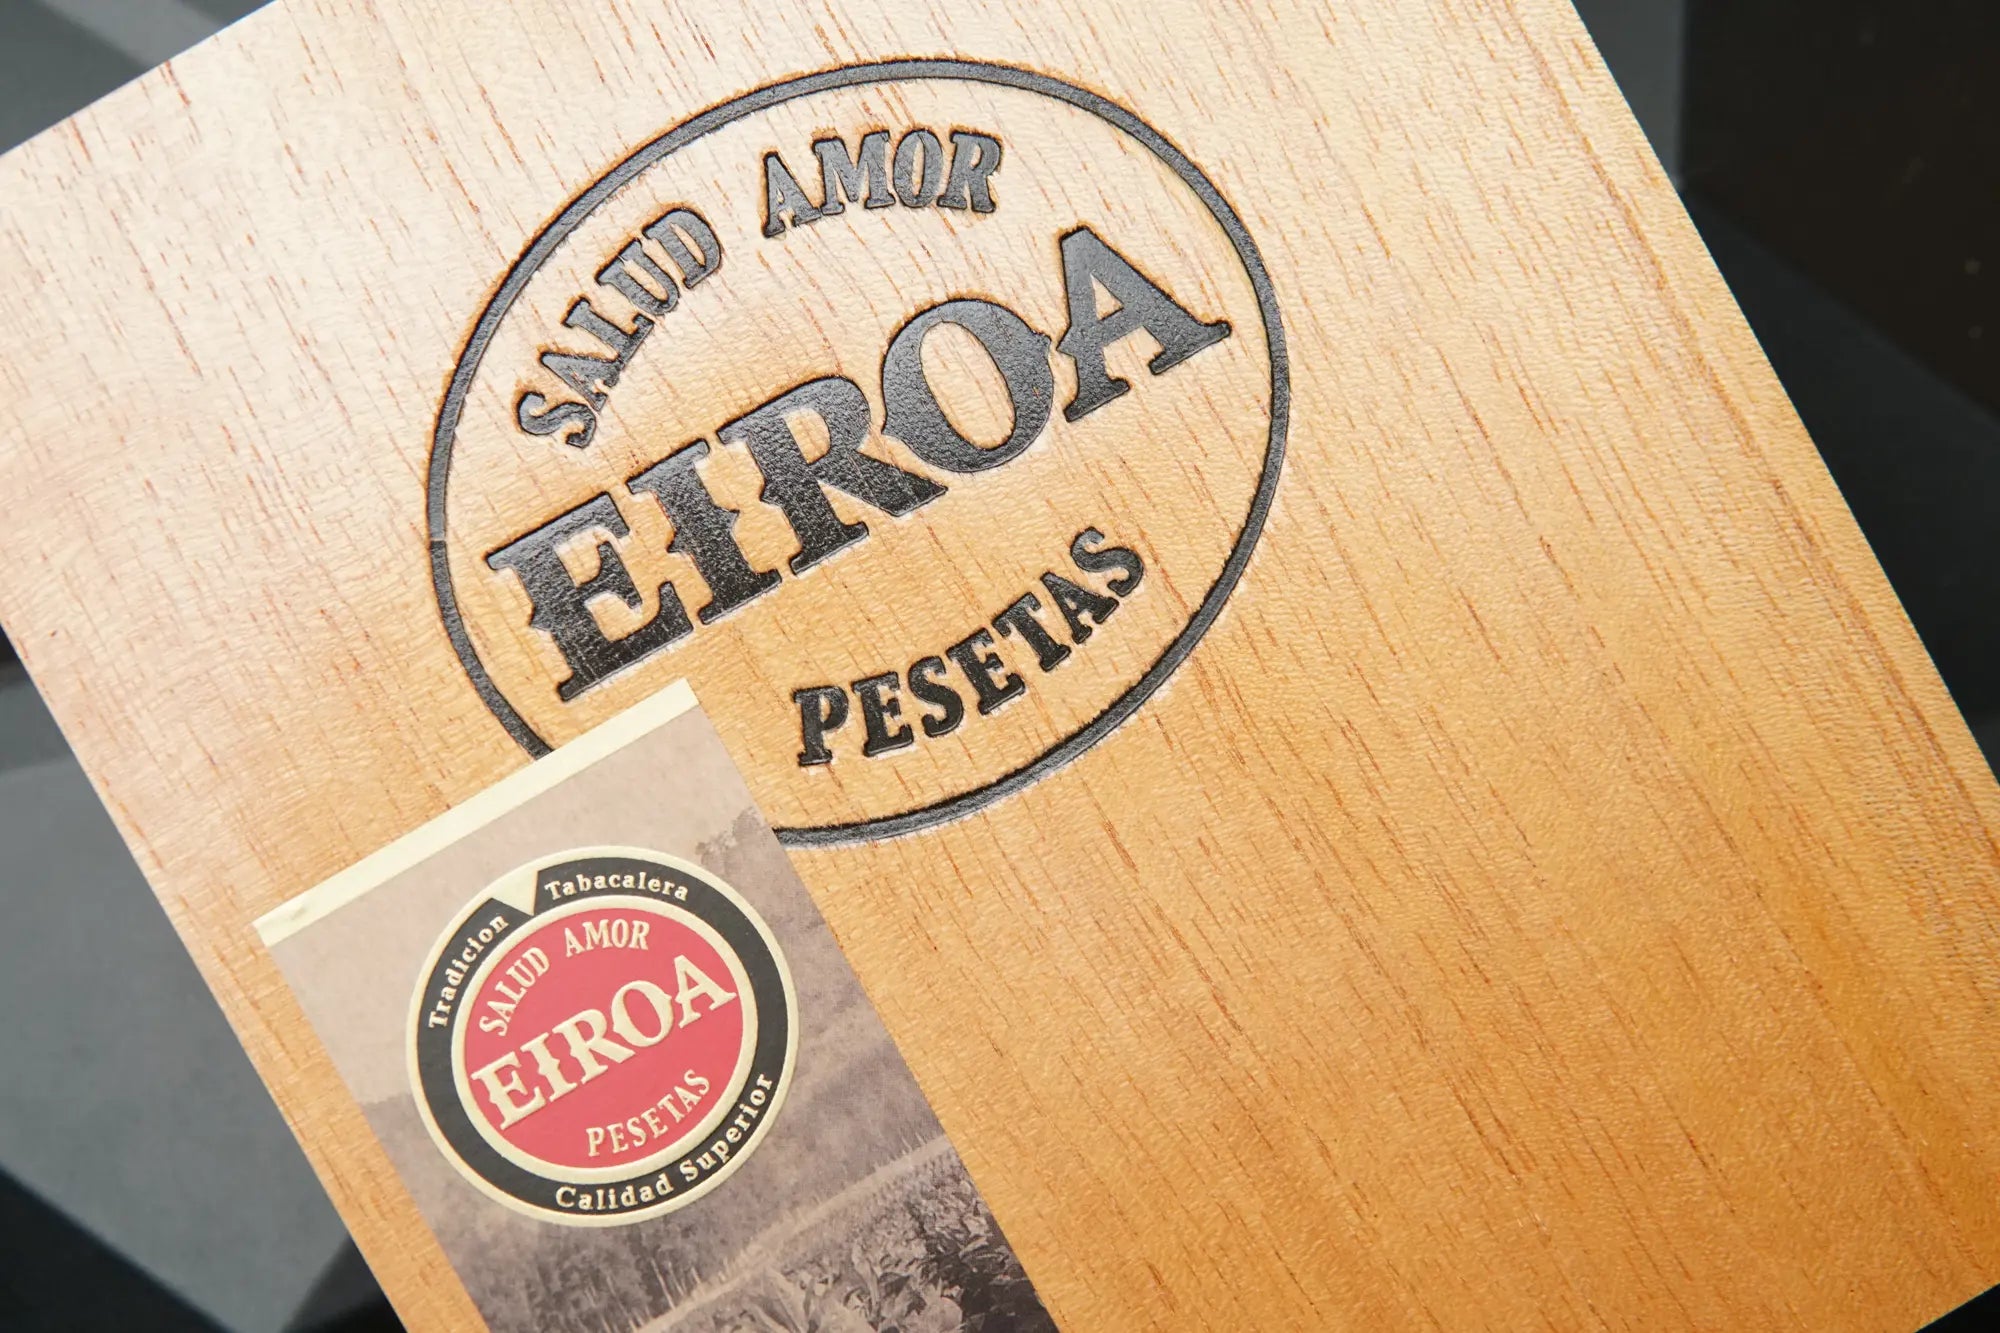 SALUD AMOR
EIROA
PESETAS
Tradicion Tabacalera
SALUD AMOR
EIROA
PESETAS
Calidad Superior